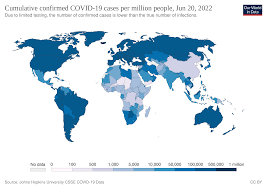 Cumulative confirmed COVID-19 cases per million people, Jun 20, 2022
Our World
in Data
Due to limited testing, the number of confirmed cases is lower than the true number of infections.
No data 0 100 500 1,000 5,000 10,000 50,000 100,000 500,000 1 million
Source: Johns Hopkins University CSSE COVID-19 Data
CC BY